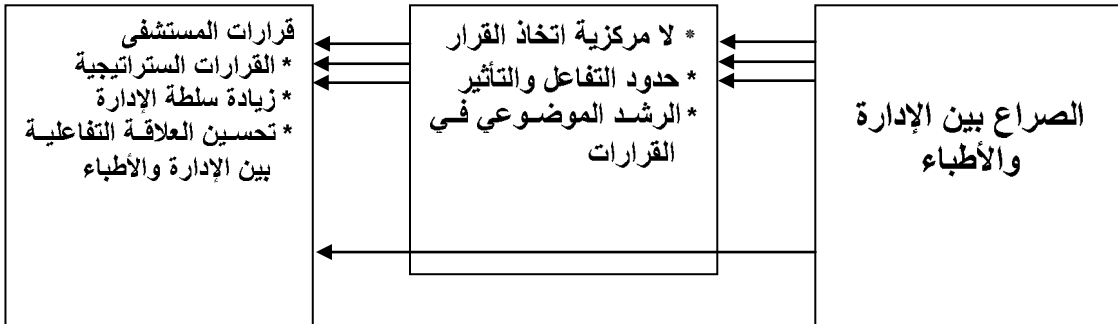 الصراع بين الإدارة
والأطباء
* لا مركزية اتخاذ القرار
* حدود التفاعل والتأثير
* الرشد الموضوعي في
القرارات
قرارات المستشفى
* القرارات الستراتيجية
* زيادة سلطة الإدارة
* تحسين العلاقة التفاعلية
بين الإدارة والأطباء